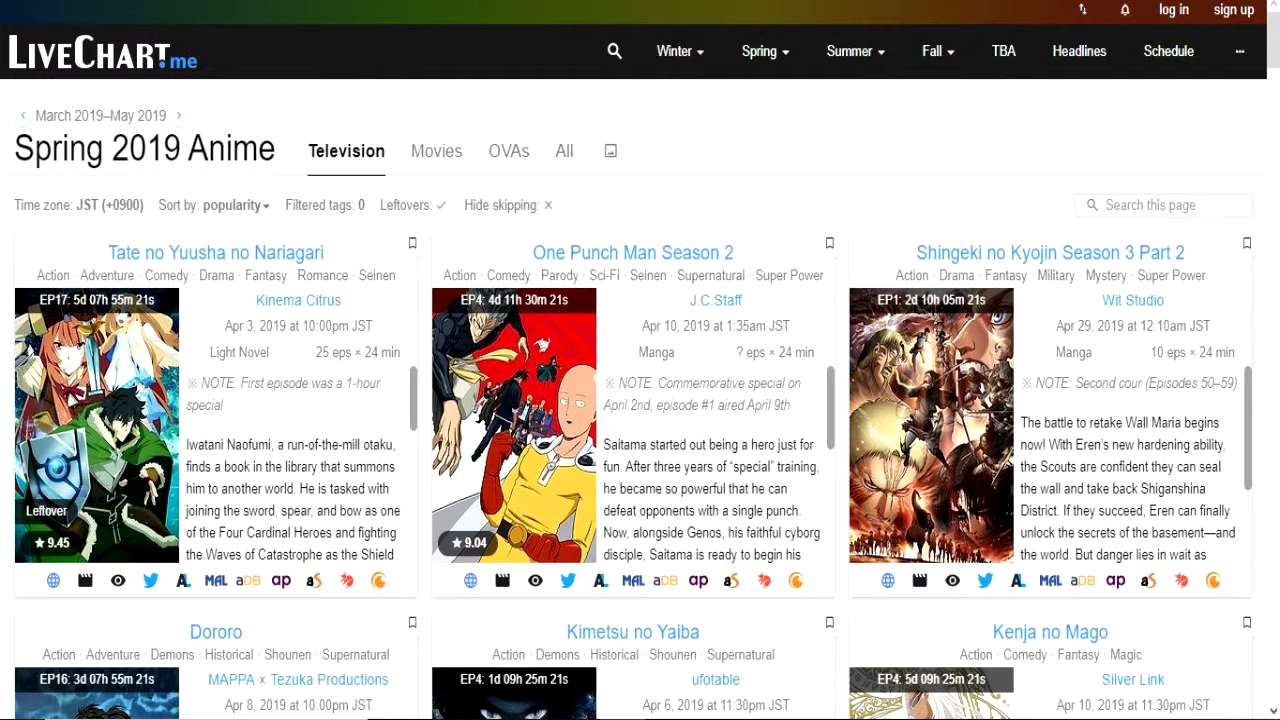 log in sign up
LIVECHART.me Winter Spring Summer Fall TBA Headlines Schedule ...
‹ March 2019–May 2019 ›
Spring 2019 Anime Television Movies OVAs All
Time zone: JST (+0900) Sort by: popularity Filtered tags: 0 Leftovers: ✓ Hide skipping: × Search this page
Tate no Yuusha no Nariagari
Action · Adventure · Comedy · Drama · Fantasy · Romance · Seinen
EP17: 5d 07h 55m 21s
Kinema Citrus
Apr 3, 2019 at 10:00pm JST
Light Novel 25 eps × 24 min
※ NOTE: First episode was a 1-hour
special
Iwatani Naofumi, a run-of-the-mill otaku,
finds a book in the library that summons
him to another world. He is tasked with
joining the sword, spear, and bow as one
of the Four Cardinal Heroes and fighting
the Waves of Catastrophe as the Shield
Leftover
★ 9.45
AL MAL aDB ap aS
One Punch Man Season 2
Action · Comedy · Parody · Sci-Fi · Seinen · Supernatural · Super Power
EP4: 4d 11h 30m 21s
J.C.Staff
Apr 10, 2019 at 1:35am JST
Manga ? eps × 24 min
※ NOTE: Commemorative special on
April 2nd, episode #1 aired April 9th
Saitama started out being a hero just for
fun. After three years of “special” training,
he became so powerful that he can
defeat opponents with a single punch.
Now, alongside Genos, his faithful cyborg
disciple, Saitama is ready to begin his
★ 9.04
AL MAL aDB ap aS
Shingeki no Kyojin Season 3 Part 2
Action · Drama · Fantasy · Military · Mystery · Super Power
EP1: 2d 10h 05m 21s
Wit Studio
Apr 29, 2019 at 12:10am JST
Manga 10 eps × 24 min
※ NOTE: Second cour (Episodes 50–59)
The battle to retake Wall Maria begins
now! With Eren’s new hardening ability,
the Scouts are confident they can seal
the wall and take back Shiganshina
District. If they succeed, Eren can finally
unlock the secrets of the basement—and
the world. But danger lies in wait as
AL MAL aDB ap aS
Dororo
Action · Adventure · Demons · Historical · Shounen · Supernatural
EP16: 3d 07h 55m 21s
MAPPA × Tezuka Productions
Apr 8, 2019 at 10:00pm JST
Kimetsu no Yaiba
Action · Demons · Historical · Shounen · Supernatural
EP4: 1d 09h 25m 21s
ufotable
Apr 6, 2019 at 11:30pm JST
Kenja no Mago
Action · Comedy · Fantasy · Magic
EP4: 5d 09h 25m 21s
Silver Link
Apr 10, 2019 at 11:30pm JST